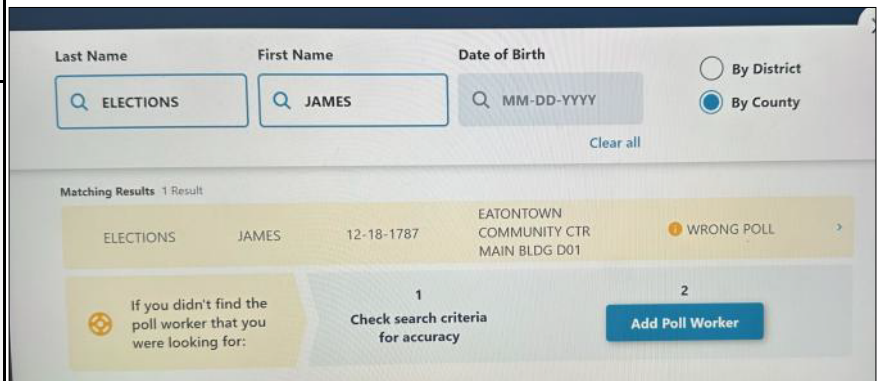 Last Name
First Name
Date of Birth
ELECTIONS
JAMES
MM-DD-YYYY
By District
By County
Clear all
Matching Results 1 Result
ELECTIONS JAMES 12-18-1787
EATONTOWN
COMMUNITY CTR
MAIN BLDG D01
WRONG POLL
If you didn't find the
poll worker that you
were looking for:
1
Check search criteria
for accuracy
2
Add Poll Worker